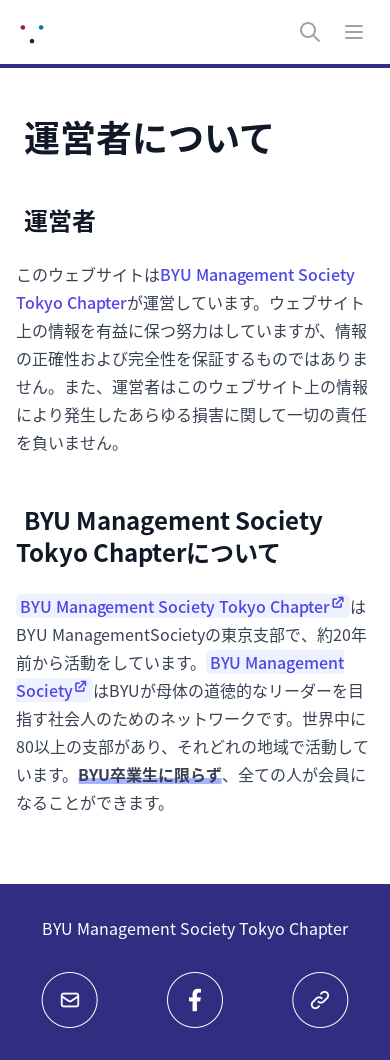 運営者について
運営者
このウェブサイトはBYU Management Society
Tokyo Chapterが運営しています。ウェブサイト
上の情報を有益に保つ努力はしていますが、情報
の正確性および完全性を保証するものではありま
せん。また、運営者はこのウェブサイト上の情報
により発生したあらゆる損害に関して一切の責任
を負いません。
BYU Management Society
Tokyo Chapterについて
BYU Management Society Tokyo Chapterは
BYU ManagementSocietyの東京支部で、約20年
前から活動をしています。BYU Management
SocietyはBYUが母体の道徳的なリーダーを目
指す社会人のためのネットワークです。世界中に
80以上の支部があり、それぞれの地域で活動して
います。BYU卒業生に限らず、全ての人が会員に
なることができます。
BYU Management Society Tokyo Chapter